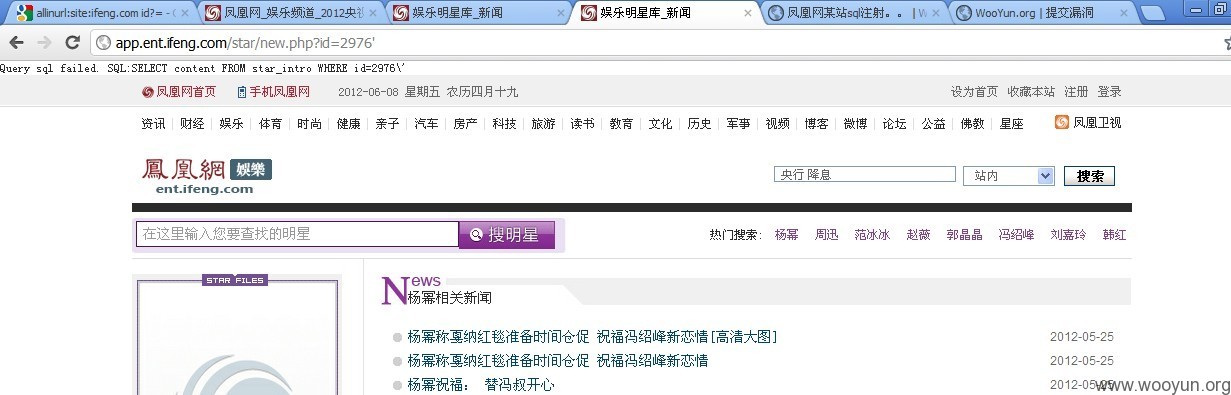 allinurl:site:ifeng.com id?= - G 凤凰网_娱乐频道_2012央视 娱乐明星库_新闻 娱乐明星库_新闻 凤凰网某站sql注射。。 | W WooYun.org | 提交漏洞
app.ent.ifeng.com/star/new.php?id=2976'
Query sql failed. SQL:SELECT content FROM star_intro WHERE id=2976\'
凤凰网首页 手机凤凰网 2012-06-08 星期五 农历四月十九 设为首页 收藏本站 注册 登录
资讯 财经 娱乐 体育 时尚 健康 亲子 汽车 房产 科技 旅游 读书 教育 文化 历史 军事 视频 博客 微博 论坛 公益 佛教 星座 凤凰卫视
鳳凰網 娛樂
ent.ifeng.com
央行 降息 站内 搜索
在这里输入您要查找的明星 搜明星 热门搜索: 杨幂 周迅 范冰冰 赵薇 郭晶晶 冯绍峰 刘嘉玲 韩红
STAR FILES
News
杨幂相关新闻
杨幂称戛纳红毯准备时间仓促 祝福冯绍峰新恋情[高清大图] 2012-05-25
杨幂称戛纳红毯准备时间仓促 祝福冯绍峰新恋情 2012-05-25
杨幂祝福: 替冯叔开心 2012-05-25
www.wooyun.org